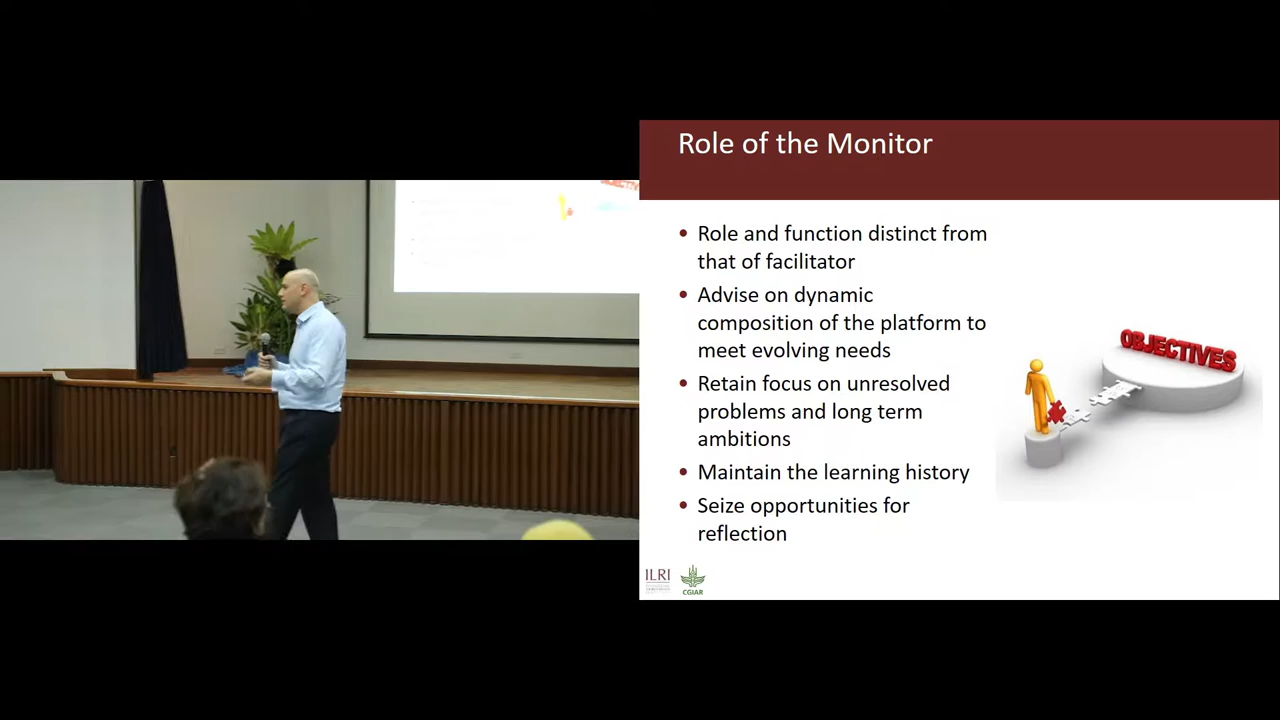 Role of the Monitor
• Role and function distinct from
that of facilitator
• Advise on dynamic
composition of the platform to
meet evolving needs
• Retain focus on unresolved
problems and long term
ambitions
• Maintain the learning history
• Seize opportunities for
reflection
OBJECTIVES
ILRI
CGIAR